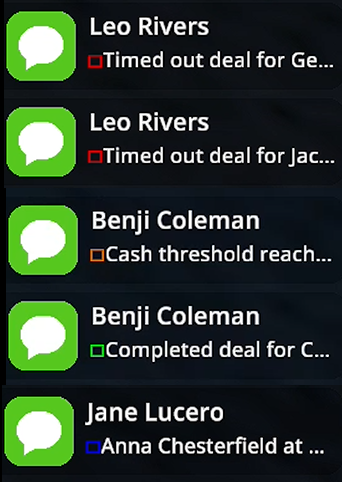 Leo Rivers
Timed out deal for Ge...
Leo Rivers
Timed out deal for Jac...
Benji Coleman
Cash threshold reach...
Benji Coleman
Completed deal for C...
Jane Lucero
Anna Chesterfield at ...